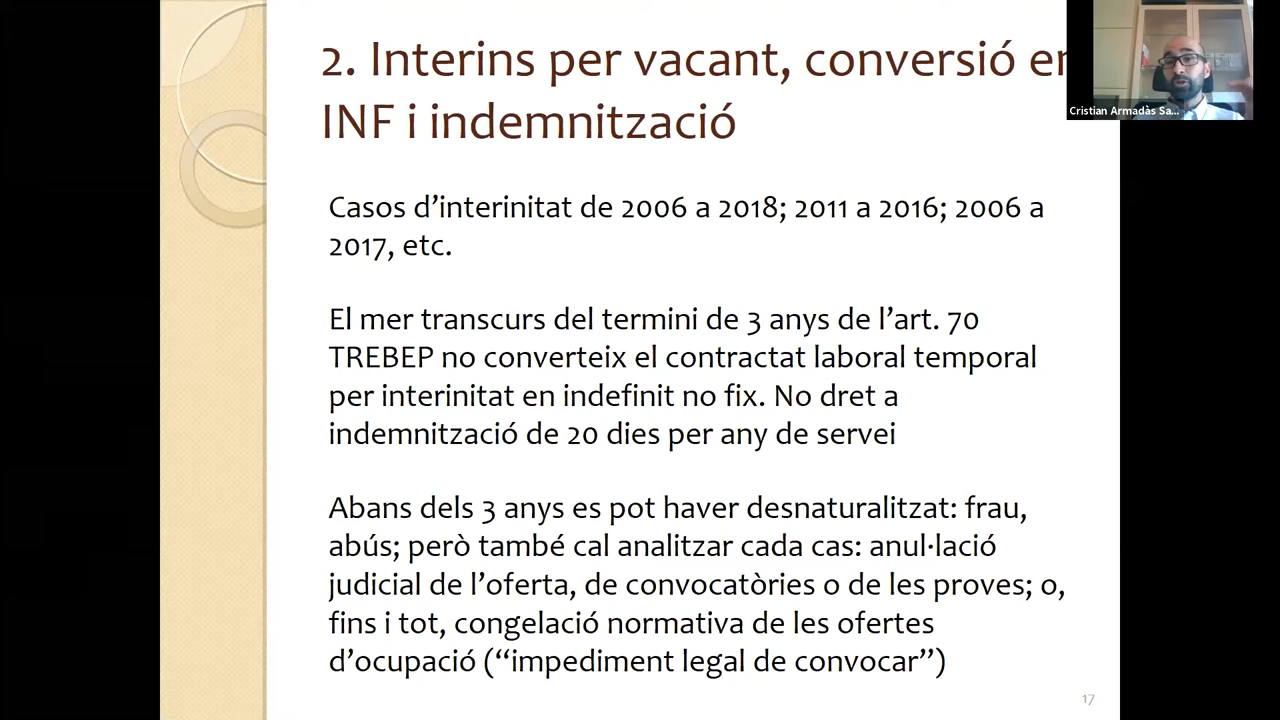 2. Interins per vacant, conversió en
INF i indemnització
Cristian Armadàs Sa...
Casos d’interinitat de 2006 a 2018; 2011 a 2016; 2006 a
2017, etc.
El mer transcurs del termini de 3 anys de l’art. 70
TREBEP no converteix el contractat laboral temporal
per interinitat en indefinit no fix. No dret a
indemnització de 20 dies per any de servei
Abans dels 3 anys es pot haver desnaturalitzat: frau,
abús; però també cal analitzar cada cas: anul·lació
judicial de l’oferta, de convocatòries o de les proves; o,
fins i tot, congelació normativa de les ofertes
d’ocupació (“impediment legal de convocar”)
17